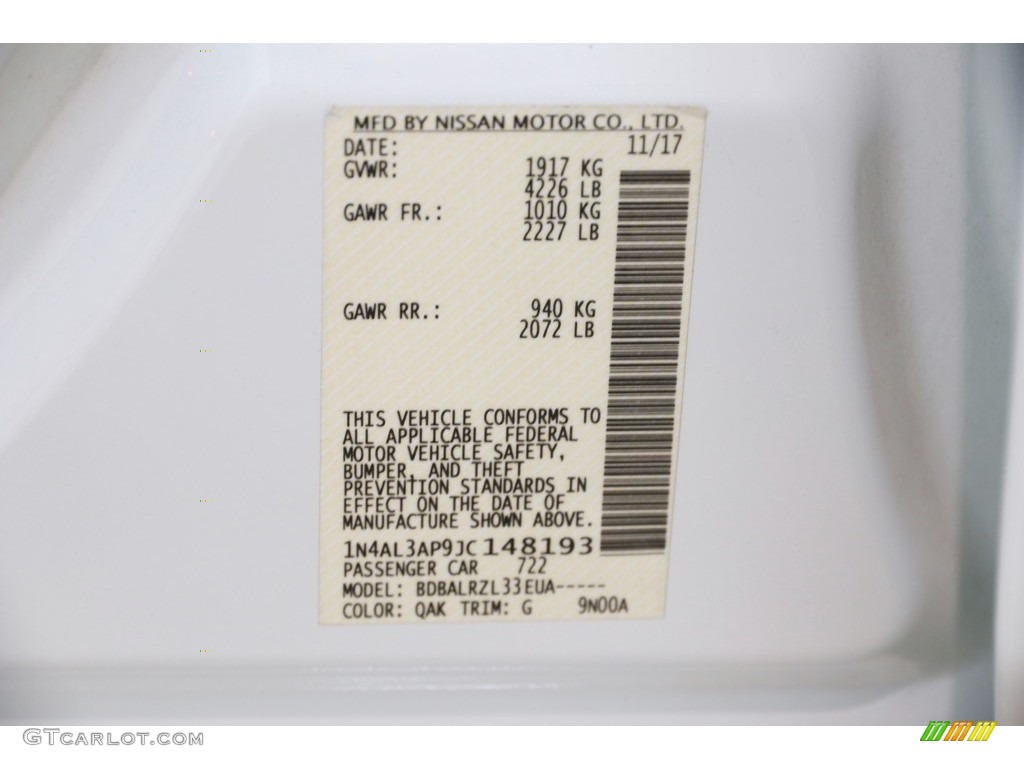 MFD BY NISSAN MOTOR CO., LTD.
DATE: 11/17
GVWR: 1917 KG
4226 LB
GAWR FR.: 1010 KG
2227 LB
GAWR RR.: 940 KG
2072 LB
THIS VEHICLE CONFORMS TO
ALL APPLICABLE FEDERAL
MOTOR VEHICLE SAFETY,
BUMPER, AND THEFT
PREVENTION STANDARDS IN
EFFECT ON THE DATE OF
MANUFACTURE SHOWN ABOVE.
1N4AL3AP9JC148193
PASSENGER CAR 722
MODEL: BDBALRZL33EUA-----
COLOR: QAK TRIM: G 9N00A
GTCARLOT.COM